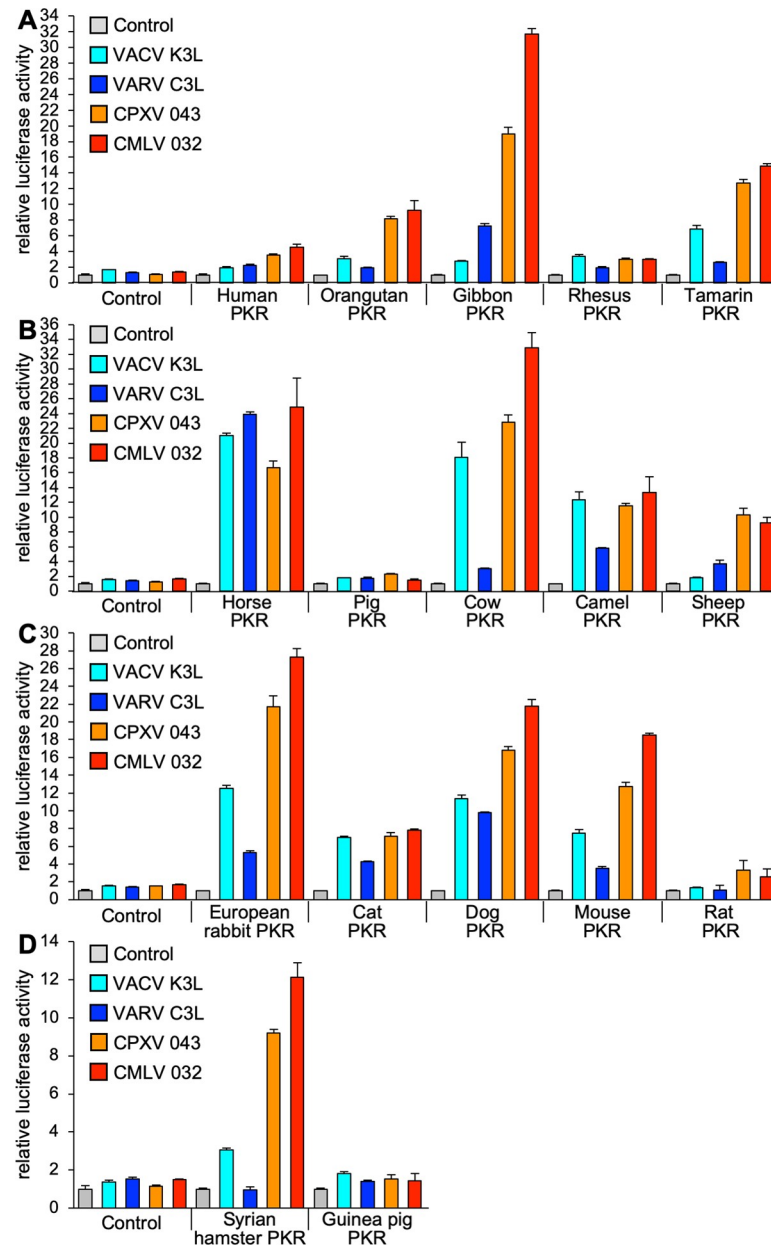 A
relative luciferase activity
34
32
30
28
26
24
22
20
18
16
14
12
10
8
6
4
2
0
Control
VACV K3L
VARV C3L
CPXV 043
CMLV 032
Control
Human PKR
Orangutan PKR
Gibbon PKR
Rhesus PKR
Tamarin PKR
B
relative luciferase activity
36
34
32
30
28
26
24
22
20
18
16
14
12
10
8
6
4
2
0
Control
VACV K3L
VARV C3L
CPXV 043
CMLV 032
Control
Horse PKR
Pig PKR
Cow PKR
Camel PKR
Sheep PKR
C
relative luciferase activity
30
28
26
24
22
20
18
16
14
12
10
8
6
4
2
0
Control
VACV K3L
VARV C3L
CPXV 043
CMLV 032
Control
European rabbit PKR
Cat PKR
Dog PKR
Mouse PKR
Rat PKR
D
relative luciferase activity
14
12
10
8
6
4
2
0
Control
VACV K3L
VARV C3L
CPXV 043
CMLV 032
Control
Syrian hamster PKR
Guinea pig PKR